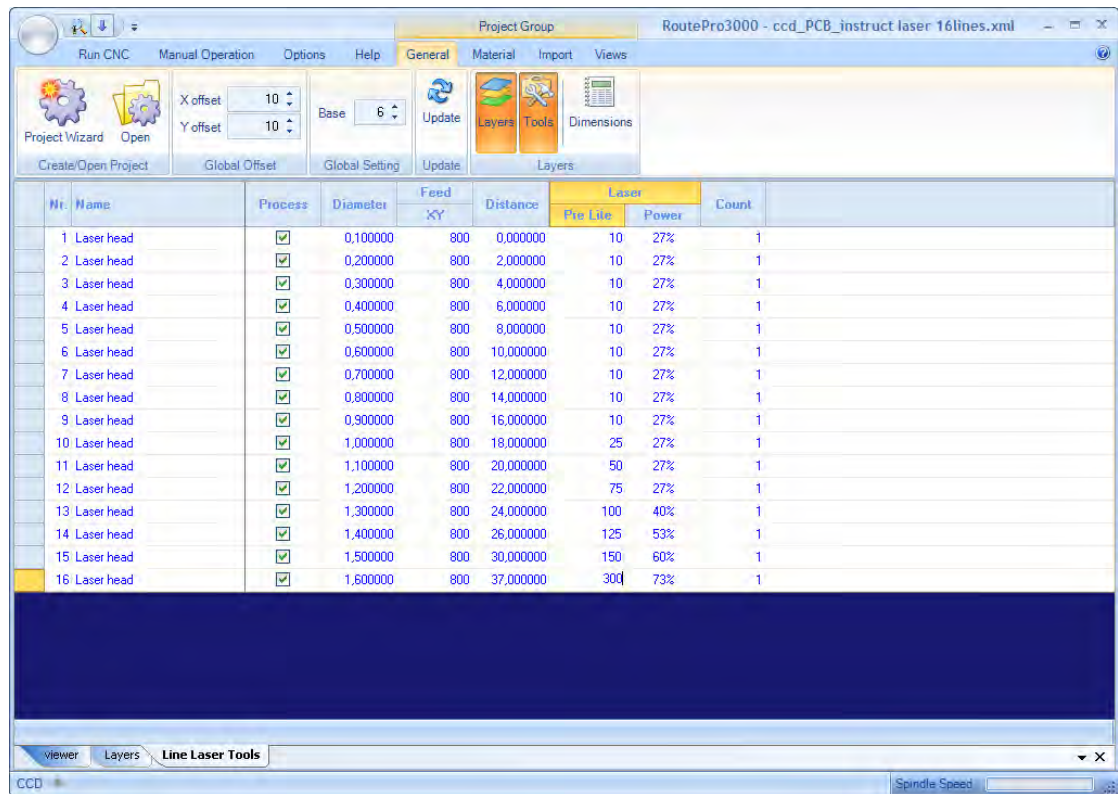 Project Group RoutePro3000 - ccd_PCB_instruct laser 16lines.xml
Run CNC Manual Operation Options Help General Material Import Views
X offset 10
Y offset 10
Base 6
Project Wizard Open Update Layers Tools Dimensions
Create/Open Project Global Offset Global Setting Update Layers
Nr. Name Process Diameter Feed XY Distance Laser Pre Life Power Count
1 Laser head 0,100000 800 0,000000 10 27% 1
2 Laser head 0,200000 800 2,000000 10 27% 1
3 Laser head 0,300000 800 4,000000 10 27% 1
4 Laser head 0,400000 800 6,000000 10 27% 1
5 Laser head 0,500000 800 8,000000 10 27% 1
6 Laser head 0,600000 800 10,000000 10 27% 1
7 Laser head 0,700000 800 12,000000 10 27% 1
8 Laser head 0,800000 800 14,000000 10 27% 1
9 Laser head 0,900000 800 16,000000 10 27% 1
10 Laser head 1,000000 800 18,000000 25 27% 1
11 Laser head 1,100000 800 20,000000 50 27% 1
12 Laser head 1,200000 800 22,000000 75 27% 1
13 Laser head 1,300000 800 24,000000 100 40% 1
14 Laser head 1,400000 800 26,000000 125 53% 1
15 Laser head 1,500000 800 30,000000 150 60% 1
16 Laser head 1,600000 800 37,000000 300 73% 1
viewer Layers Line Laser Tools
CCD Spindle Speed